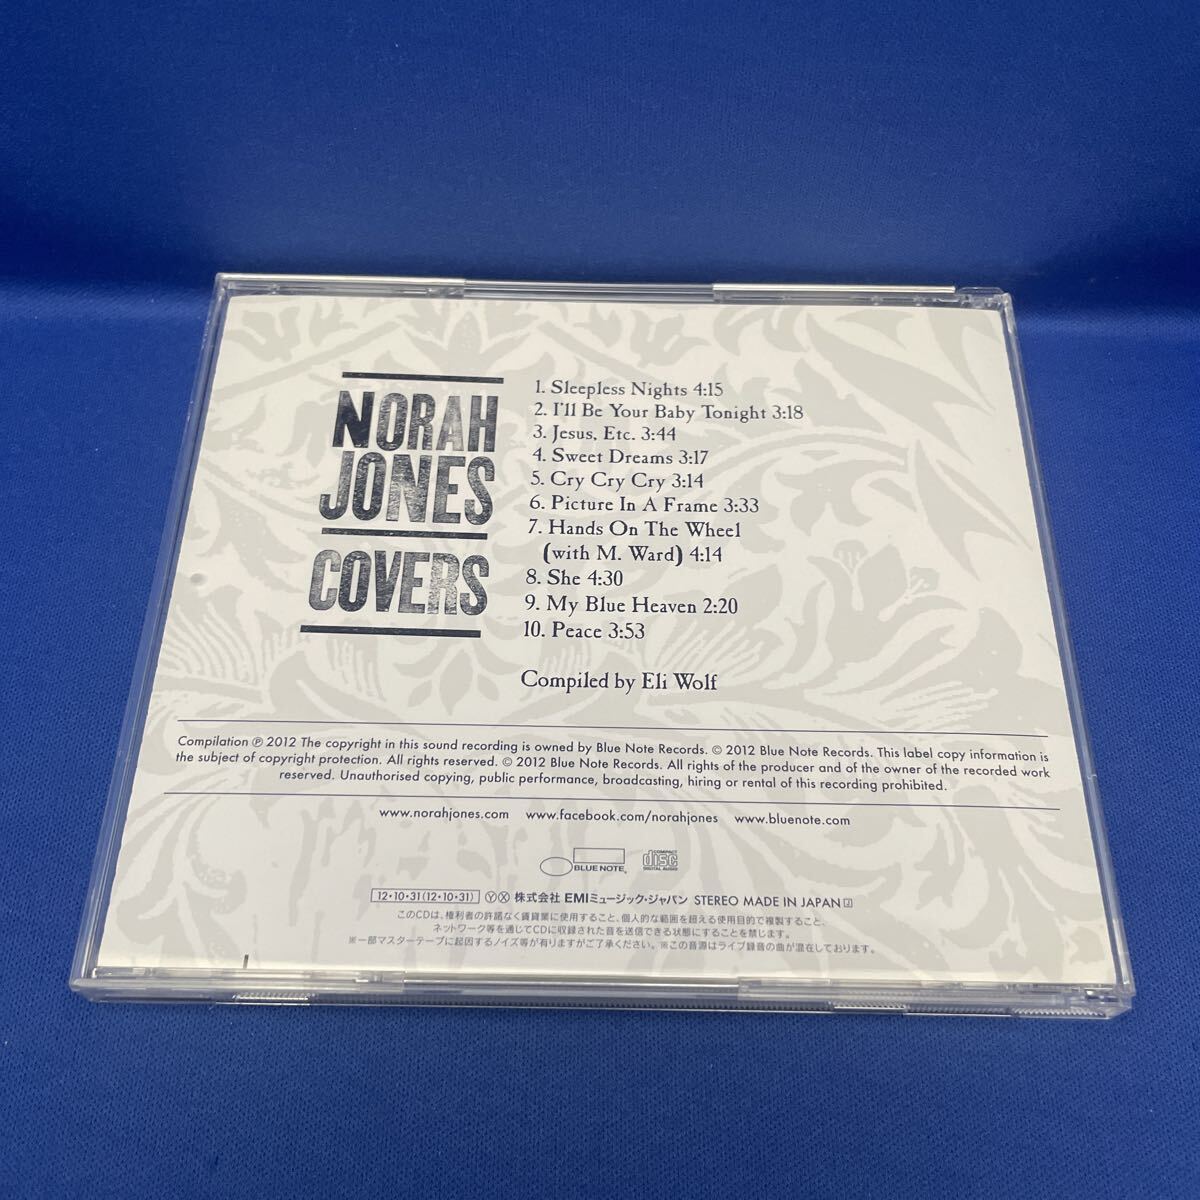 NORAH
JONES
COVERS
1. Sleepless Nights 4:15
2. I'll Be Your Baby Tonight 3:18
3. Jesus, Etc. 3:44
4. Sweet Dreams 3:17
5. Cry Cry Cry 3:14
6. Picture In A Frame 3:33
7. Hands On The Wheel
(with M. Ward) 4:14
8. She 4:30
9. My Blue Heaven 2:20
10. Peace 3:53
Compiled by Eli Wolf
Compilation ℗ 2012 The copyright in this sound recording is owned by Blue Note Records. © 2012 Blue Note Records. This label copy information is
the subject of copyright protection. All rights reserved. © 2012 Blue Note Records. All rights of the producer and of the owner of the recorded work
reserved. Unauthorised copying, public performance, broadcasting, hiring or rental of this recording prohibited.
www.norahjones.com www.facebook.com/norahjones www.bluenote.com
BLUE NOTE® COMPACT disc DIGITAL AUDIO
12・10・31(12・10・31) ⓎⓍ 株式会社 EMIミュージック・ジャパン STEREO MADE IN JAPAN J
このCDは、権利者の許諾なく賃貸業に使用すること、個人的な範囲を超える使用目的で複製すること、
ネットワーク等を通じてCDに収録された音を送信できる状態にすることを禁じます。
※一部マスターテープに起因するノイズ等が有りますがご了承ください。※この音源はライブ録音の曲が混在しております。